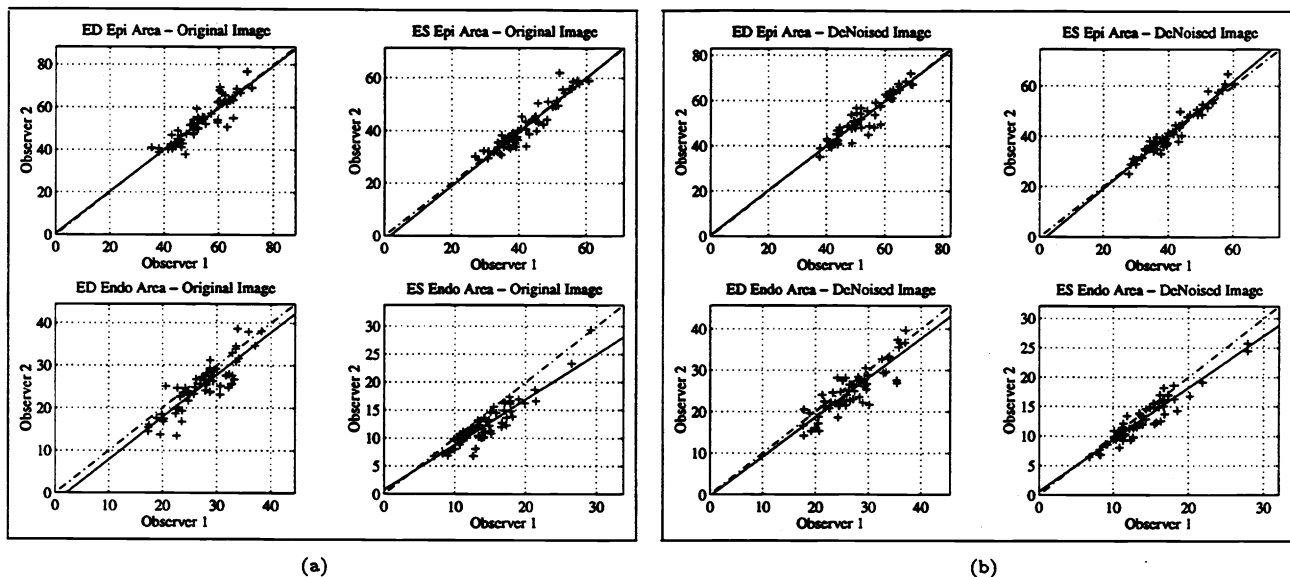 ED Epi Area – Original Image
80
60
40
20
0
0 20 40 60 80
Observer 2
Observer 1
ES Epi Area – Original Image
60
40
20
0
0 20 40 60
Observer 2
Observer 1
ED Endo Area – Original Image
40
30
20
10
0
0 10 20 30 40
Observer 2
Observer 1
ES Endo Area – Original Image
30
25
20
15
10
5
0
0 10 20 30
Observer 2
Observer 1
(a)
ED Epi Area – DeNoised Image
80
60
40
20
0
0 20 40 60 80
Observer 2
Observer 1
ES Epi Area – DeNoised Image
60
40
20
0
0 20 40 60
Observer 2
Observer 1
ED Endo Area – DeNoised Image
40
30
20
10
0
0 10 20 30 40
Observer 2
Observer 1
ES Endo Area – DeNoised Image
30
25
20
15
10
5
0
0 10 20 30
Observer 2
Observer 1
(b)